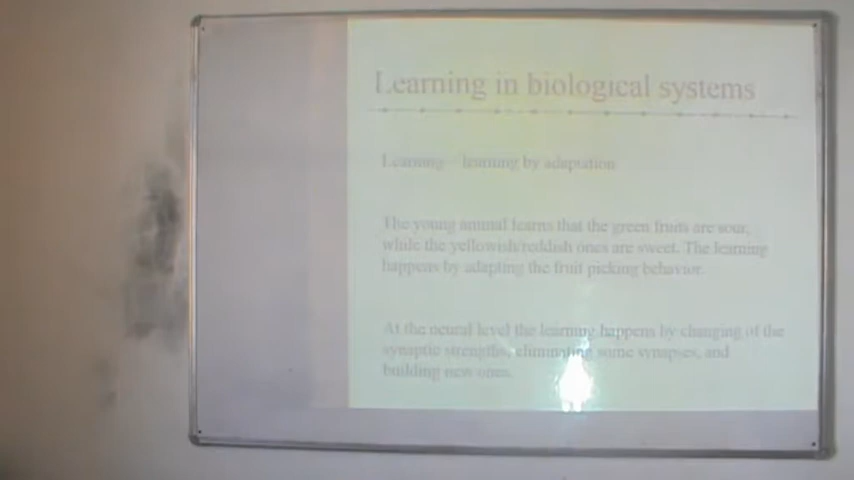 Learning in biological systems
Learning = learning by adaptation
The young animal learns that the green fruits are sour,
while the yellowish/reddish ones are sweet. The learning
happens by adapting the fruit picking behavior.
At the neural level the learning happens by changing of the
synaptic strengths, eliminating some synapses, and
building new ones.